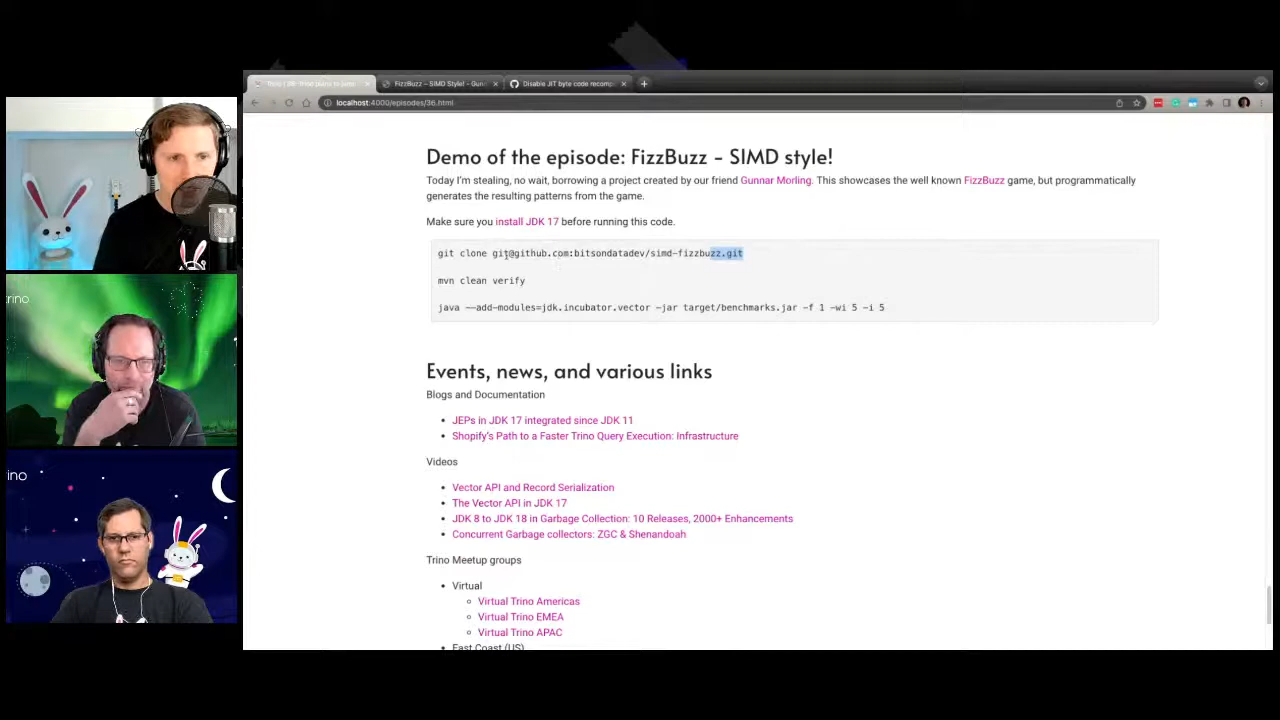 FizzBuzz – SIMD Style! - Gun
Disable JIT byte code recomp
localhost:4000/episodes/36.html
Demo of the episode: FizzBuzz - SIMD style!
Today I'm stealing, no wait, borrowing a project created by our friend Gunnar Morling. This showcases the well known FizzBuzz game, but programmatically
generates the resulting patterns from the game.
Make sure you install JDK 17 before running this code.
git clone git@github.com:bitsondatadev/simd-fizzbuzz.git
mvn clean verify
java --add-modules=jdk.incubator.vector -jar target/benchmarks.jar -f 1 -wi 5 -i 5
Events, news, and various links
Blogs and Documentation
JEPs in JDK 17 integrated since JDK 11
Shopify's Path to a Faster Trino Query Execution: Infrastructure
Videos
Vector API and Record Serialization
The Vector API in JDK 17
JDK 8 to JDK 18 in Garbage Collection: 10 Releases, 2000+ Enhancements
Concurrent Garbage collectors: ZGC & Shenandoah
Trino Meetup groups
Virtual
Virtual Trino Americas
Virtual Trino EMEA
Virtual Trino APAC
East Coast (US)
rino
ino